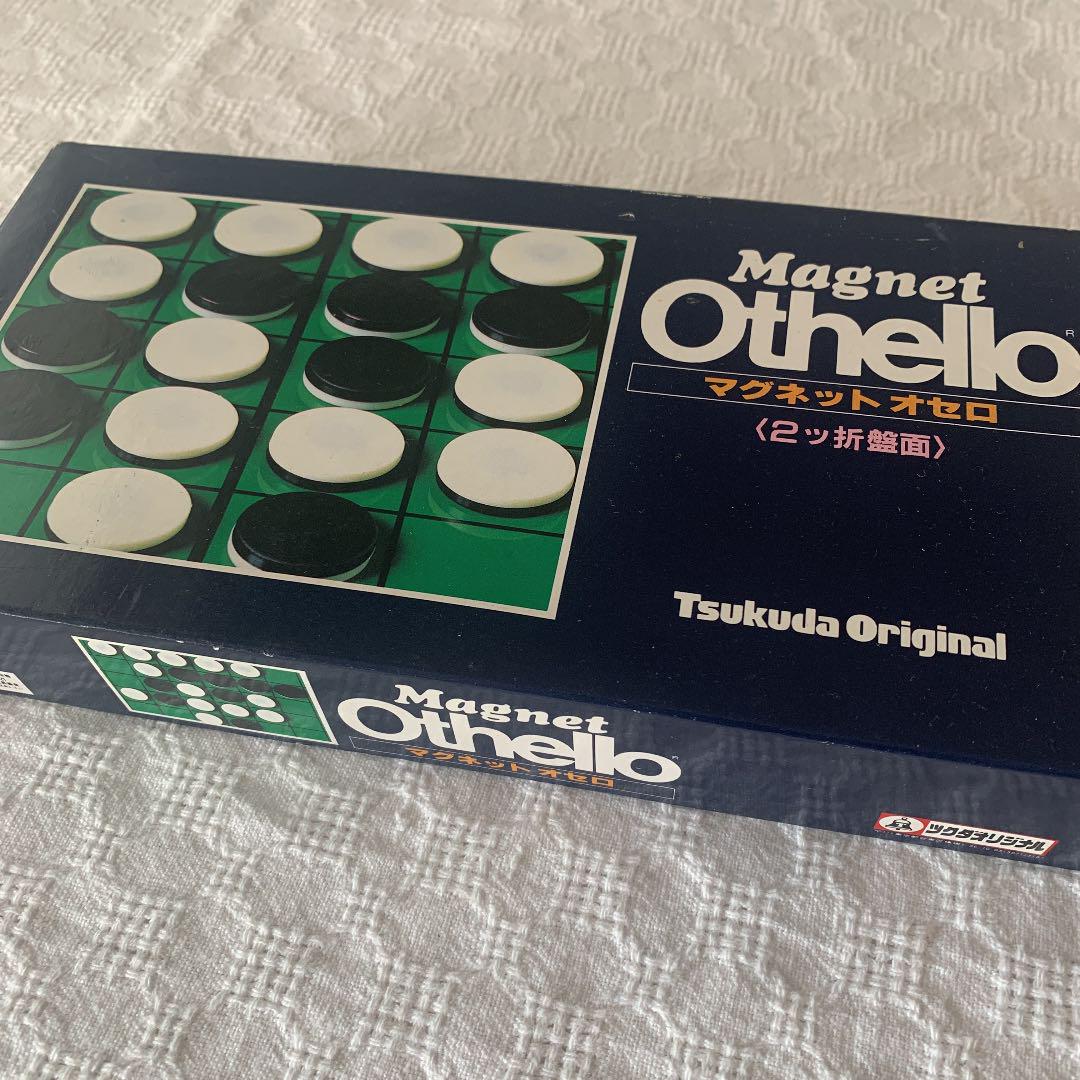 Magnet
Othello
R
マグネット オセロ
〈2ッ折盤面〉
Tsukuda Original
Magnet
Othello
マグネット オセロ
ツクダオリジナル